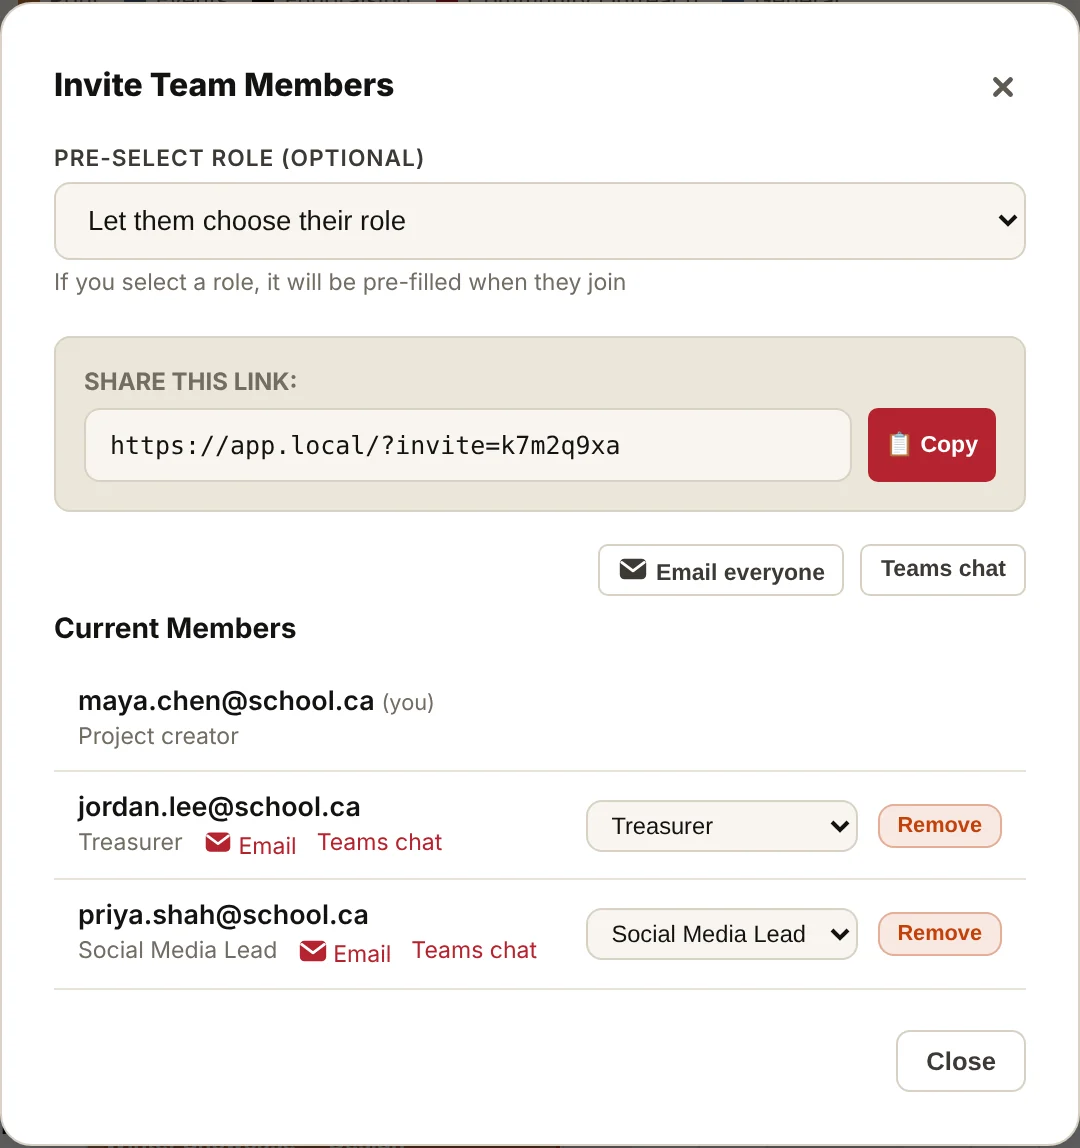 Invite Team Members
PRE-SELECT ROLE (OPTIONAL)
Let them choose their role
If you select a role, it will be pre-filled when they join
SHARE THIS LINK:
https://app.local/?invite=k7m2q9xa
Copy
Email everyone
Teams chat
Current Members
maya.chen@school.ca (you)
Project creator
jordan.lee@school.ca
Treasurer Email Teams chat
Treasurer
Remove
priya.shah@school.ca
Social Media Lead Email Teams chat
Social Media Lead
Remove
Close